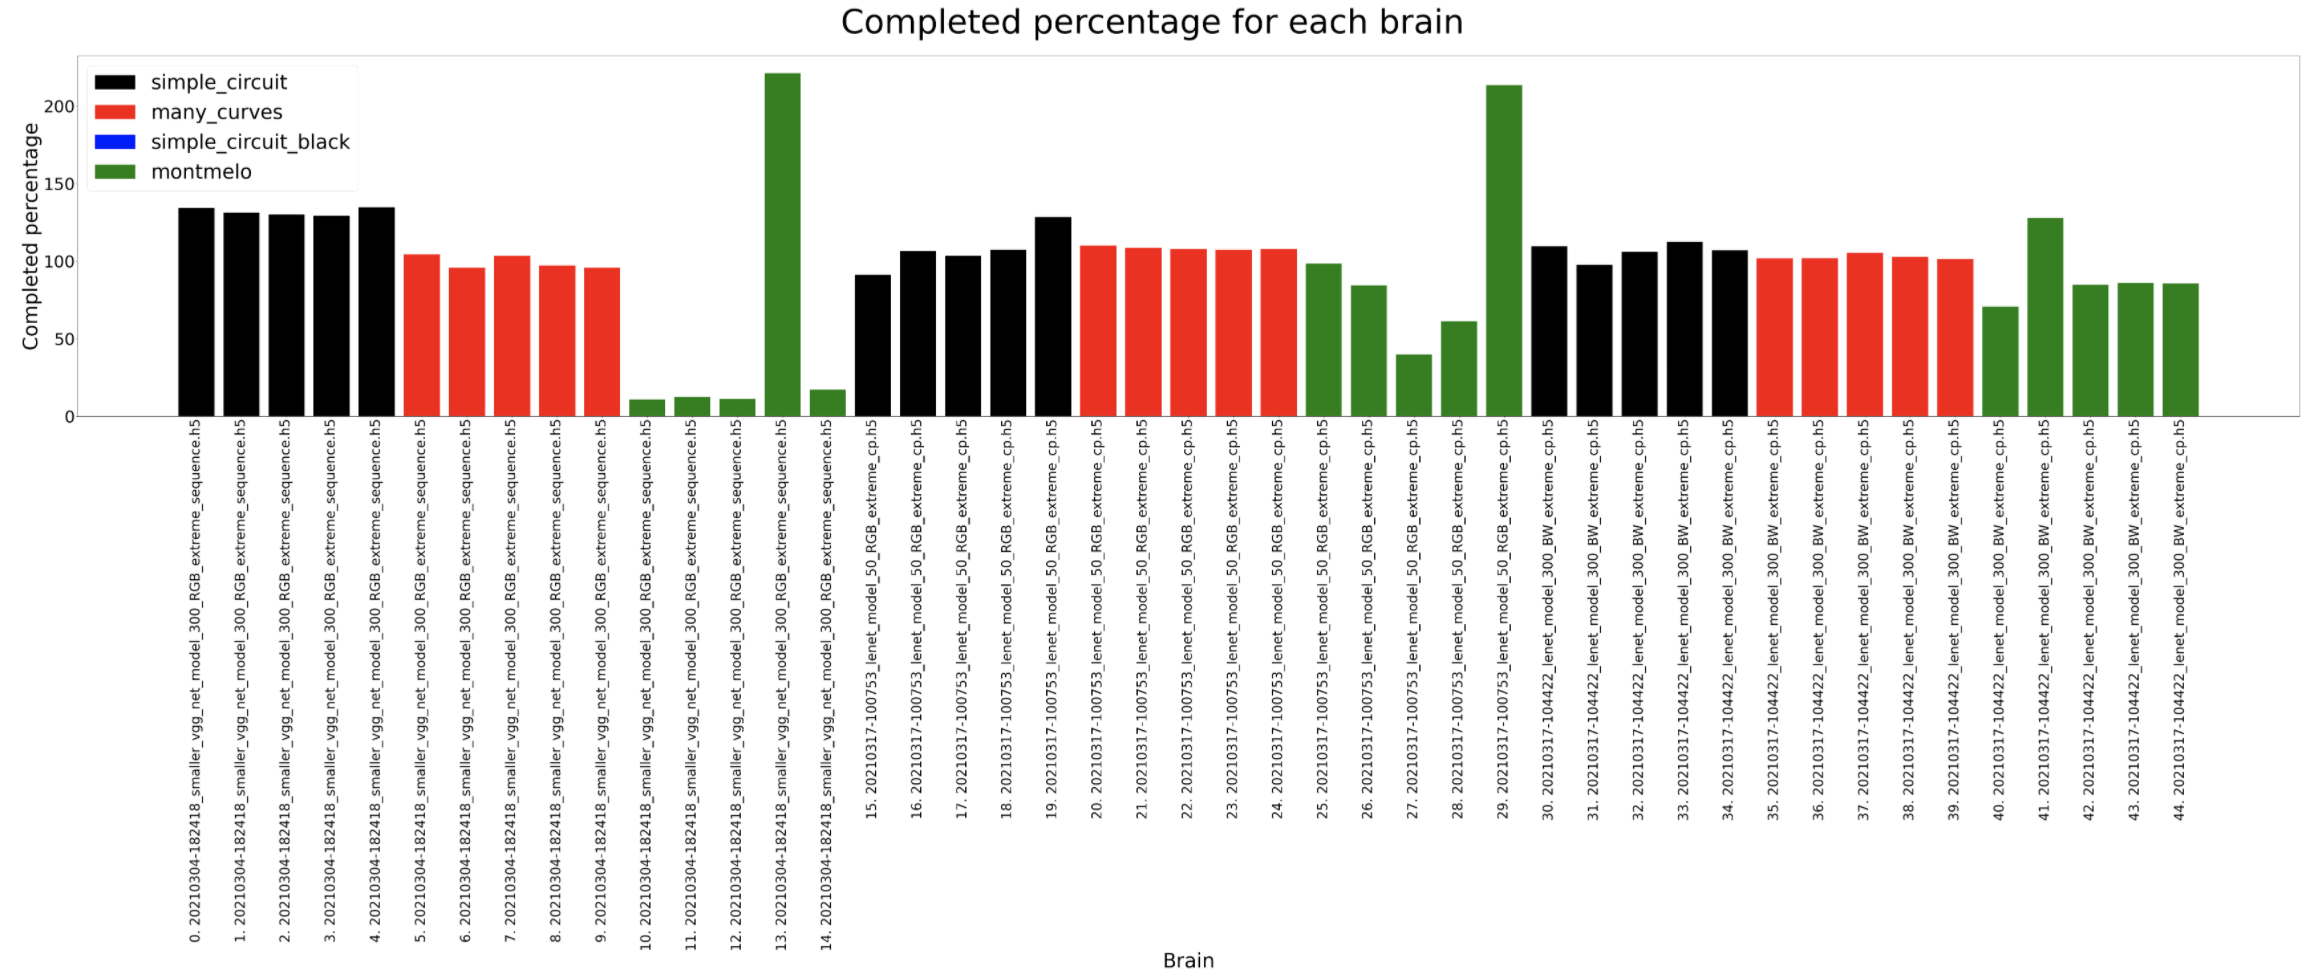 Completed percentage for each brain
simple_circuit
many_curves
simple_circuit_black
montmelo
Completed percentage
200
150
100
50
0
0. 20210304-182418_smaller_vgg_net_model_300_RGB_extreme_sequence.h5
1. 20210304-182418_smaller_vgg_net_model_300_RGB_extreme_sequence.h5
2. 20210304-182418_smaller_vgg_net_model_300_RGB_extreme_sequence.h5
3. 20210304-182418_smaller_vgg_net_model_300_RGB_extreme_sequence.h5
4. 20210304-182418_smaller_vgg_net_model_300_RGB_extreme_sequence.h5
5. 20210304-182418_smaller_vgg_net_model_300_RGB_extreme_sequence.h5
6. 20210304-182418_smaller_vgg_net_model_300_RGB_extreme_sequence.h5
7. 20210304-182418_smaller_vgg_net_model_300_RGB_extreme_sequence.h5
8. 20210304-182418_smaller_vgg_net_model_300_RGB_extreme_sequence.h5
9. 20210304-182418_smaller_vgg_net_model_300_RGB_extreme_sequence.h5
10. 20210304-182418_smaller_vgg_net_model_300_RGB_extreme_sequence.h5
11. 20210304-182418_smaller_vgg_net_model_300_RGB_extreme_sequence.h5
12. 20210304-182418_smaller_vgg_net_model_300_RGB_extreme_sequence.h5
13. 20210304-182418_smaller_vgg_net_model_300_RGB_extreme_sequence.h5
14. 20210304-182418_smaller_vgg_net_model_300_RGB_extreme_sequence.h5
15. 20210317-100753_lenet_model_50_RGB_extreme_cp.h5
16. 20210317-100753_lenet_model_50_RGB_extreme_cp.h5
17. 20210317-100753_lenet_model_50_RGB_extreme_cp.h5
18. 20210317-100753_lenet_model_50_RGB_extreme_cp.h5
19. 20210317-100753_lenet_model_50_RGB_extreme_cp.h5
20. 20210317-100753_lenet_model_50_RGB_extreme_cp.h5
21. 20210317-100753_lenet_model_50_RGB_extreme_cp.h5
22. 20210317-100753_lenet_model_50_RGB_extreme_cp.h5
23. 20210317-100753_lenet_model_50_RGB_extreme_cp.h5
24. 20210317-100753_lenet_model_50_RGB_extreme_cp.h5
25. 20210317-100753_lenet_model_50_RGB_extreme_cp.h5
26. 20210317-100753_lenet_model_50_RGB_extreme_cp.h5
27. 20210317-100753_lenet_model_50_RGB_extreme_cp.h5
28. 20210317-100753_lenet_model_50_RGB_extreme_cp.h5
29. 20210317-100753_lenet_model_50_RGB_extreme_cp.h5
30. 20210317-104422_lenet_model_300_BW_extreme_cp.h5
31. 20210317-104422_lenet_model_300_BW_extreme_cp.h5
32. 20210317-104422_lenet_model_300_BW_extreme_cp.h5
33. 20210317-104422_lenet_model_300_BW_extreme_cp.h5
34. 20210317-104422_lenet_model_300_BW_extreme_cp.h5
35. 20210317-104422_lenet_model_300_BW_extreme_cp.h5
36. 20210317-104422_lenet_model_300_BW_extreme_cp.h5
37. 20210317-104422_lenet_model_300_BW_extreme_cp.h5
38. 20210317-104422_lenet_model_300_BW_extreme_cp.h5
39. 20210317-104422_lenet_model_300_BW_extreme_cp.h5
40. 20210317-104422_lenet_model_300_BW_extreme_cp.h5
41. 20210317-104422_lenet_model_300_BW_extreme_cp.h5
42. 20210317-104422_lenet_model_300_BW_extreme_cp.h5
43. 20210317-104422_lenet_model_300_BW_extreme_cp.h5
44. 20210317-104422_lenet_model_300_BW_extreme_cp.h5
Brain